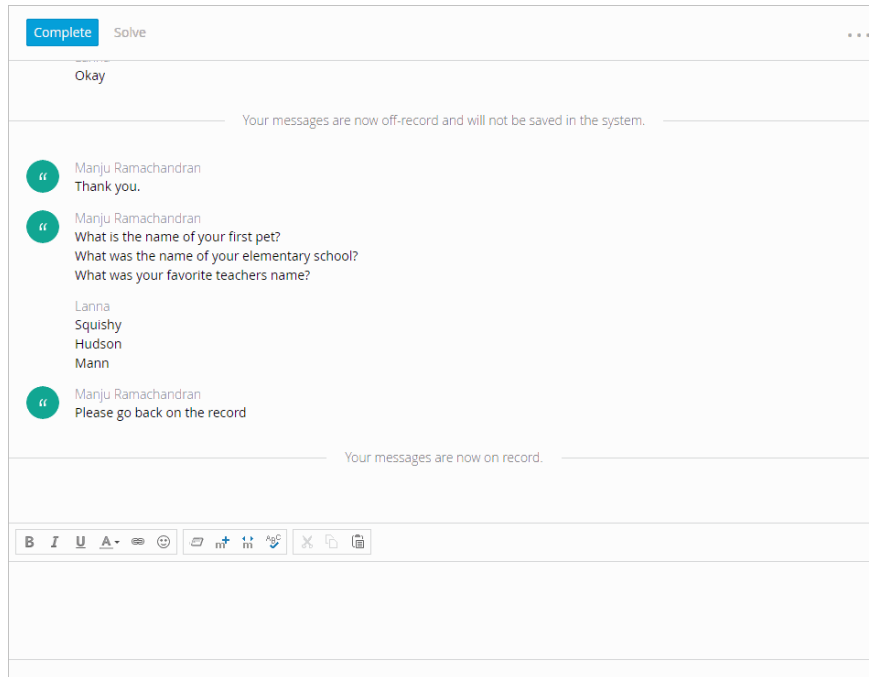 Complete Solve
Okay
Your messages are now off-record and will not be saved in the system.
Manju Ramachandran
Thank you.
Manju Ramachandran
What is the name of your first pet?
What was the name of your elementary school?
What was your favorite teachers name?
Lanna
Squishy
Hudson
Mann
Manju Ramachandran
Please go back on the record
Your messages are now on record.
B I U A m m ABC